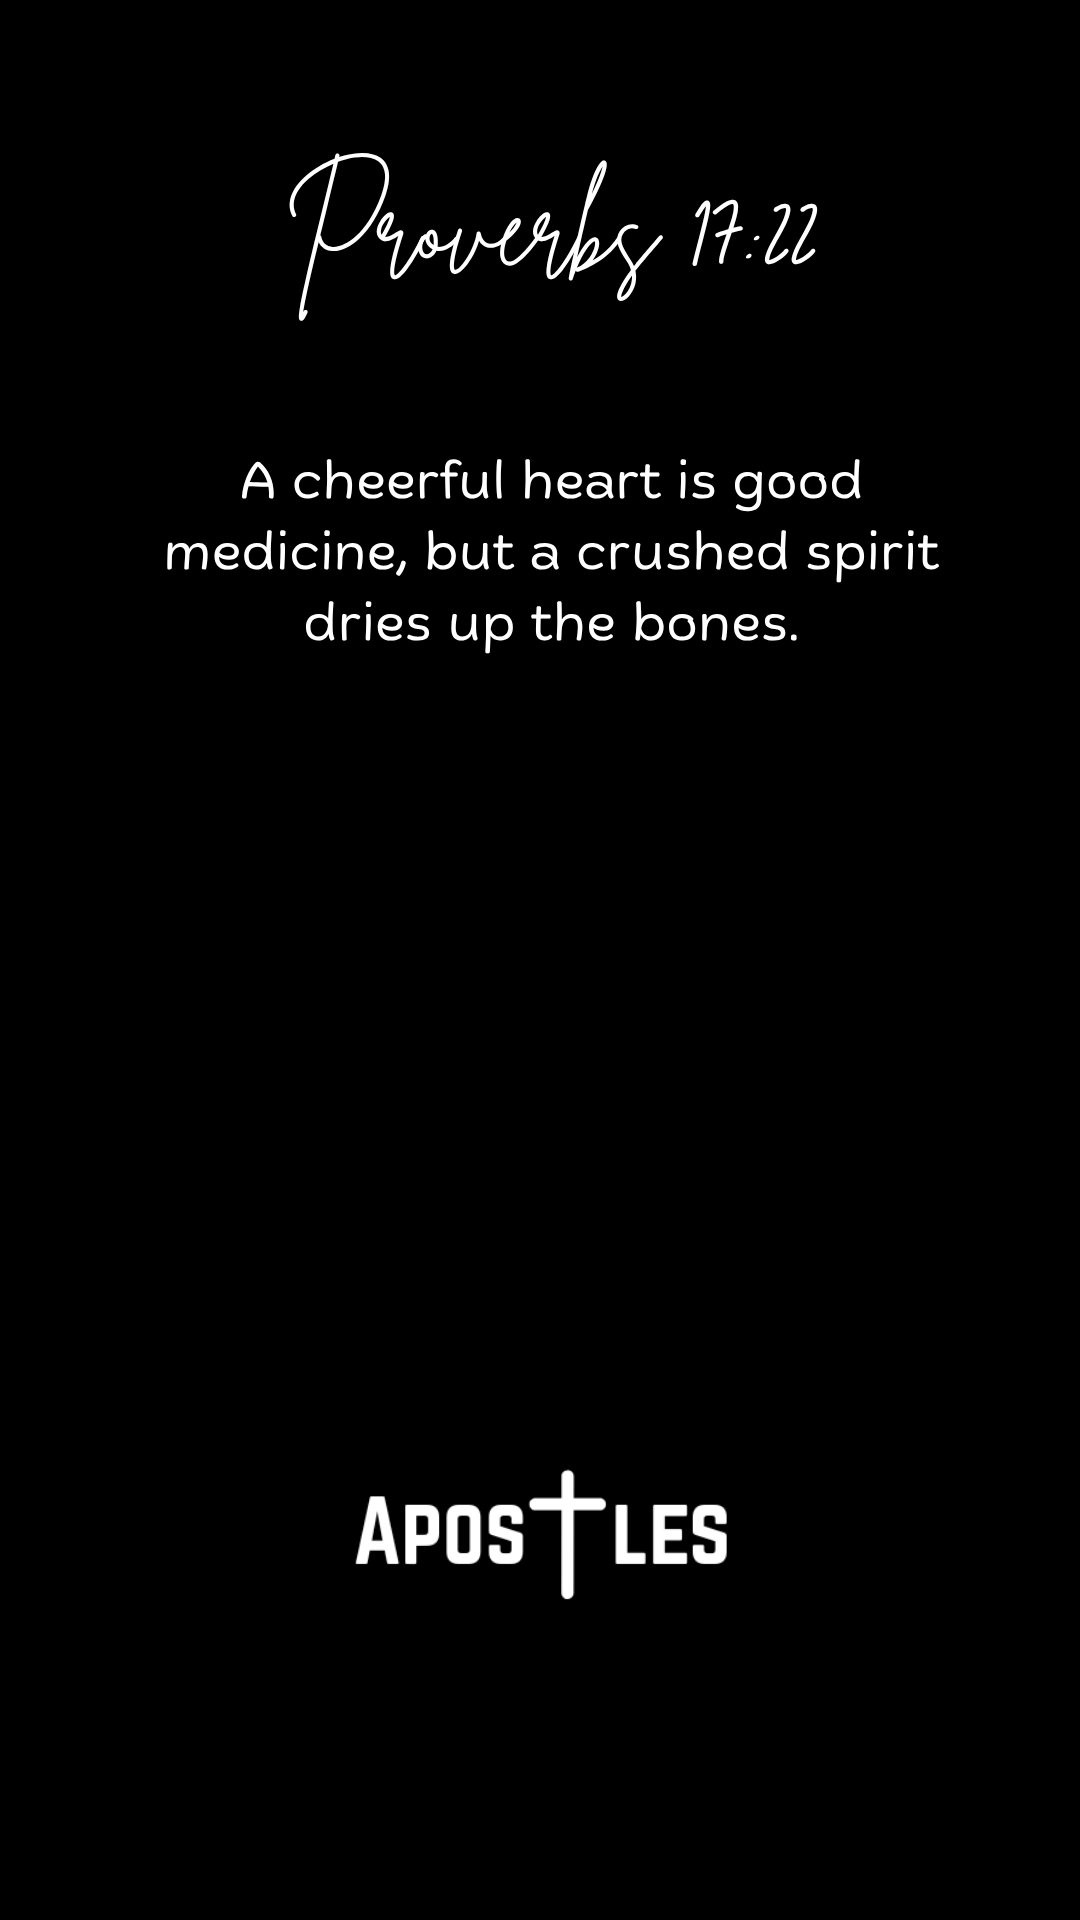 Proverbs 17:22
A cheerful heart is good
medicine, but a crushed spirit
dries up the bones.
APOSTLES